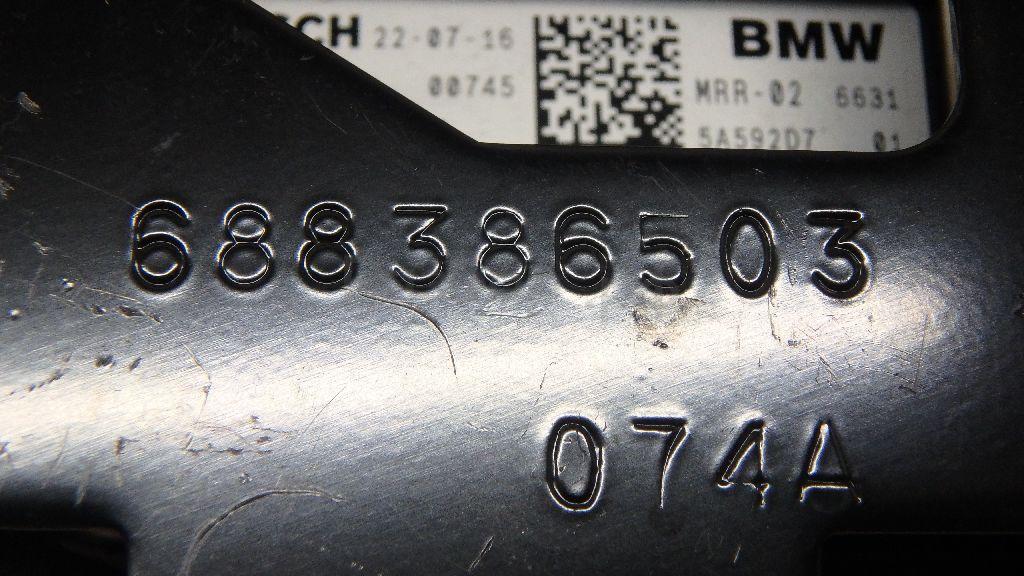 CH 22-07-16 BMW
00745 MRR-02 6631
5A592D7 01
688386503
074A